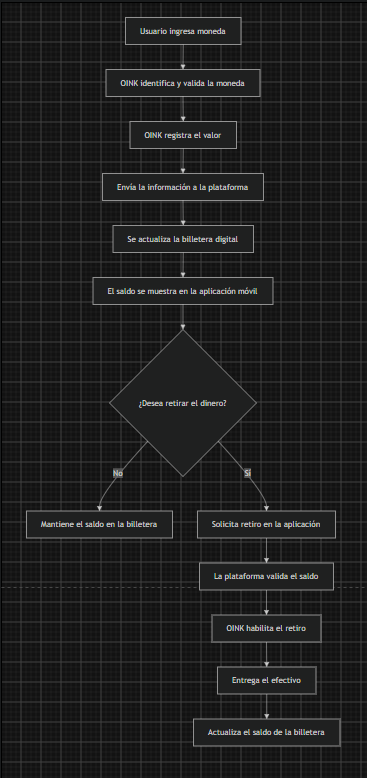 Usuario ingresa moneda
OINK identifica y valida la moneda
OINK registra el valor
Envía la información a la plataforma
Se actualiza la billetera digital
El saldo se muestra en la aplicación móvil
¿Desea retirar el dinero?
No
Sí
Mantiene el saldo en la billetera
Solicita retiro en la aplicación
La plataforma valida el saldo
OINK habilita el retiro
Entrega el efectivo
Actualiza el saldo de la billetera